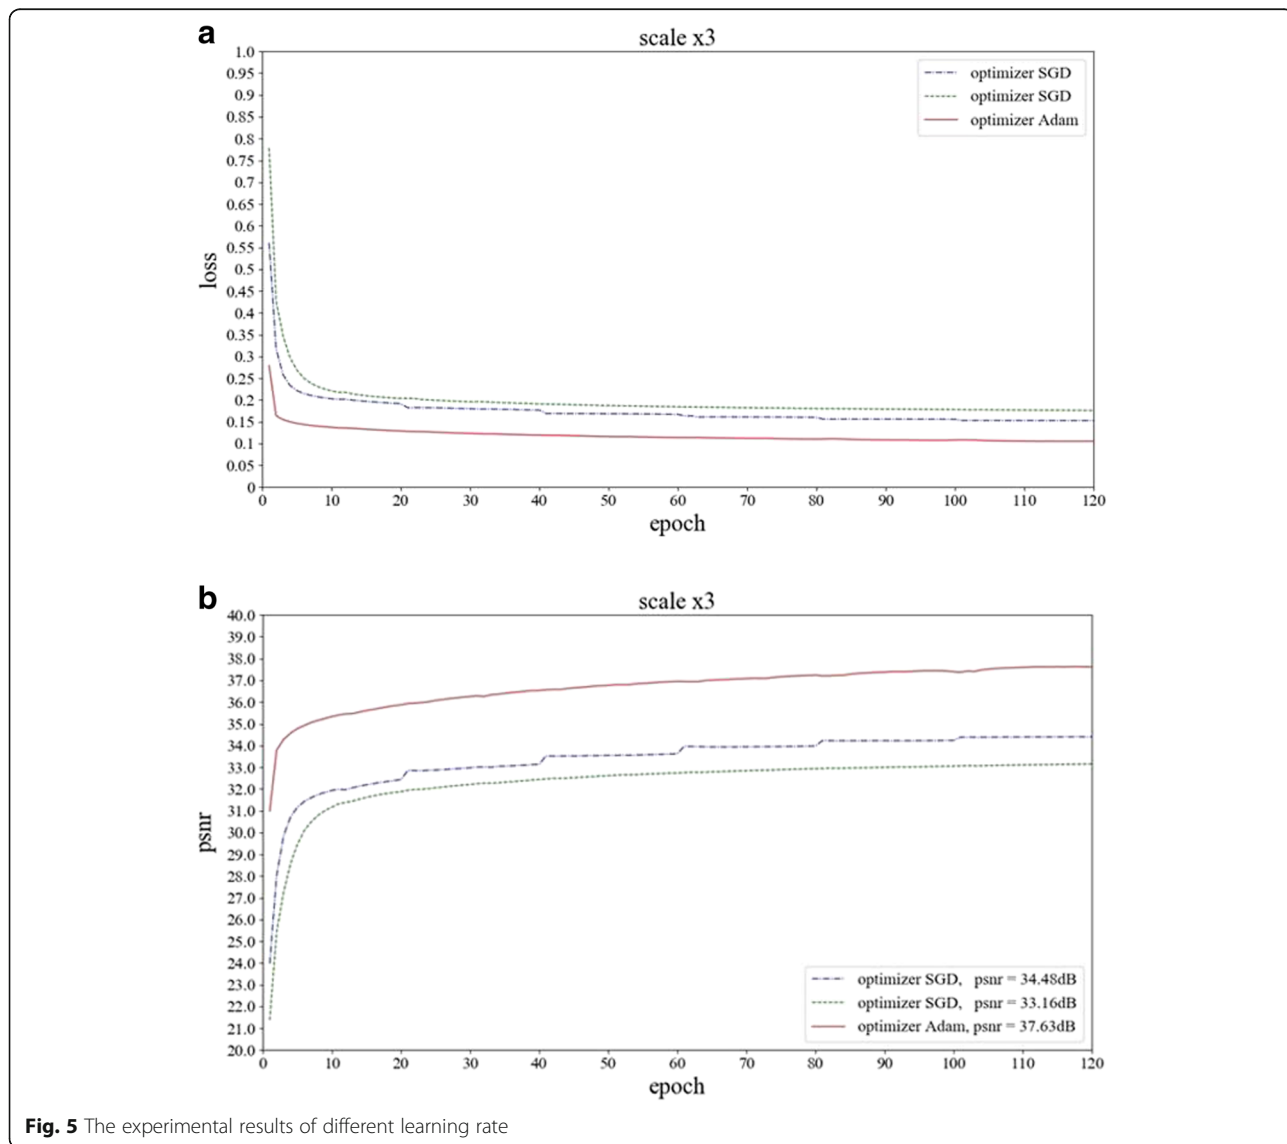 a
scale x3
1.0
0.95
0.9
0.85
0.8
0.75
0.7
0.65
0.6
0.55
0.5
0.45
0.4
0.35
0.3
0.25
0.2
0.15
0.1
0.05
0
loss
optimizer SGD
optimizer SGD
optimizer Adam
0 10 20 30 40 50 60 70 80 90 100 110 120
epoch
b
scale x3
40.0
39.0
38.0
37.0
36.0
35.0
34.0
33.0
32.0
31.0
30.0
29.0
28.0
27.0
26.0
25.0
24.0
23.0
22.0
21.0
20.0
psnr
optimizer SGD, psnr = 34.48dB
optimizer SGD, psnr = 33.16dB
optimizer Adam, psnr = 37.63dB
0 10 20 30 40 50 60 70 80 90 100 110 120
epoch
Fig. 5 The experimental results of different learning rate